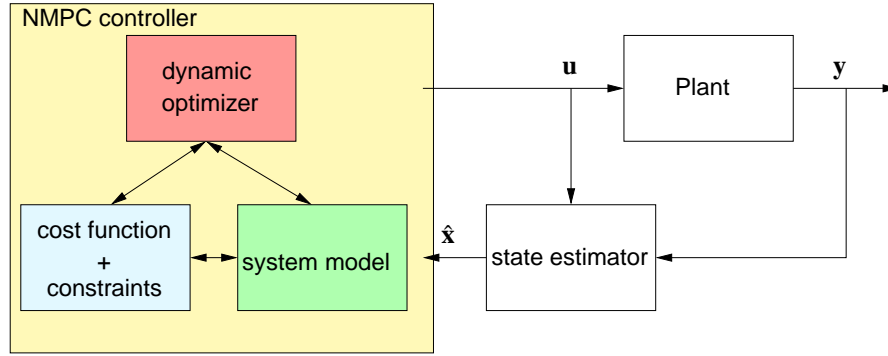 NMPC controller
dynamic
optimizer
cost function
+
constraints
system model
u
Plant
y
x̂
state estimator